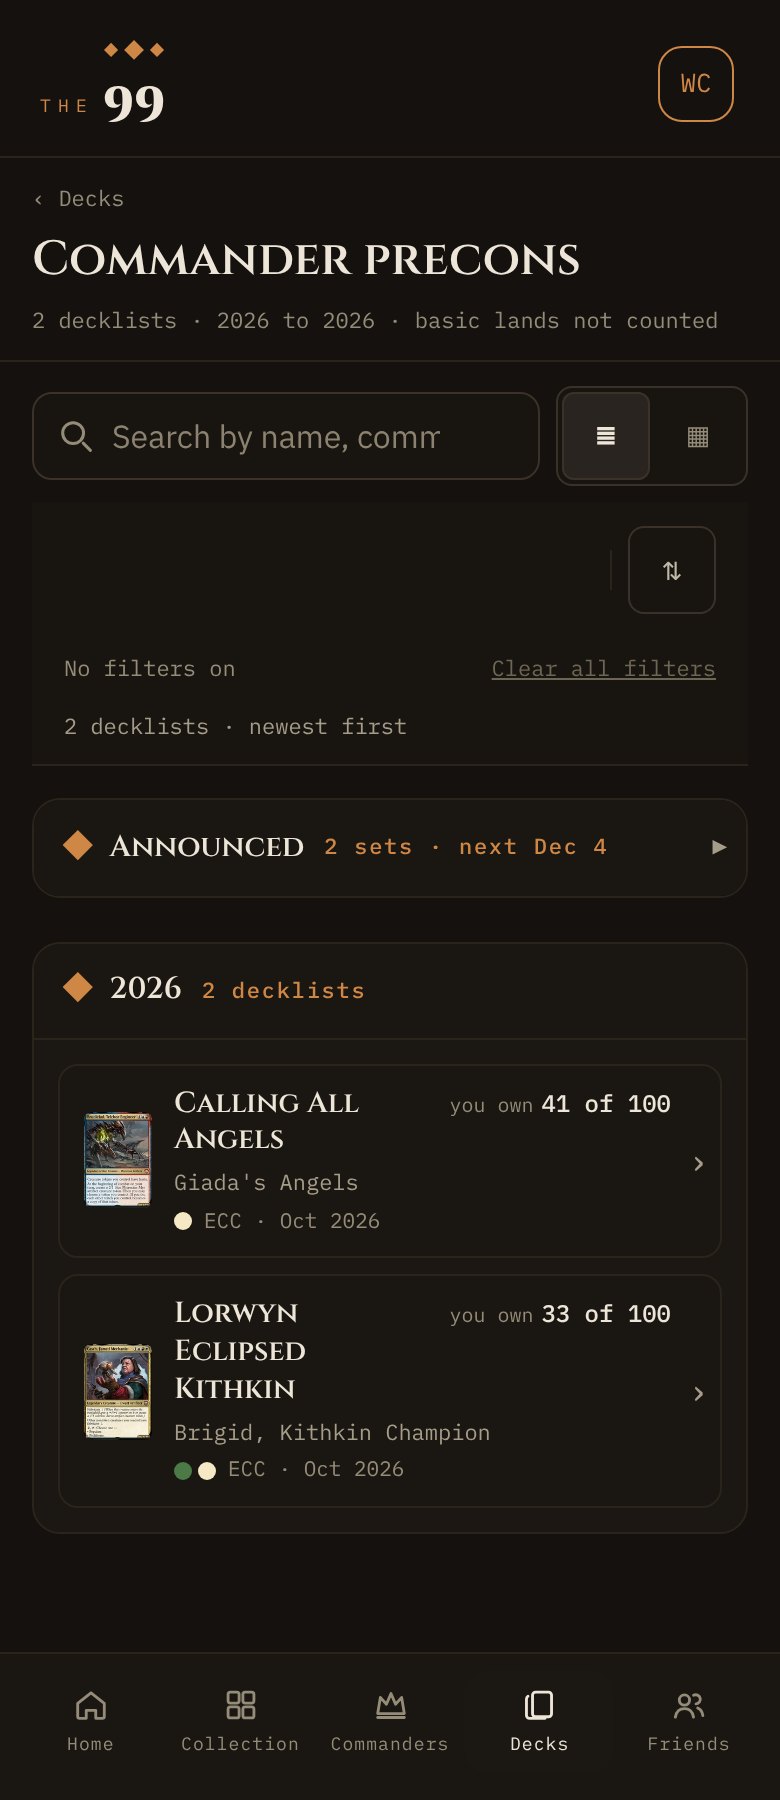 THE 99
WC
‹ Decks
Commander precons
2 decklists · 2026 to 2026 · basic lands not counted
Search by name, comm
⇅
No filters on
Clear all filters
2 decklists · newest first
Announced 2 sets · next Dec 4
2026 2 decklists
Calling All
Angels
you own 41 of 100
Giada's Angels
ECC · Oct 2026
Lorwyn
Eclipsed
Kithkin
you own 33 of 100
Brigid, Kithkin Champion
ECC · Oct 2026
Home
Collection
Commanders
Decks
Friends